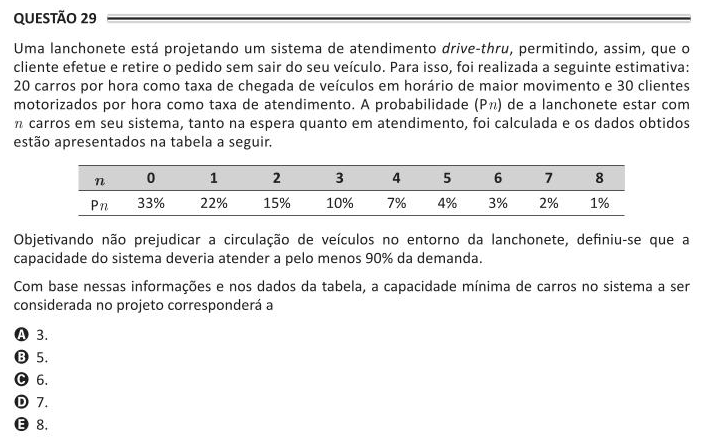 QUESTÃO 29
Uma lanchonete está projetando um sistema de atendimento drive-thru, permitindo, assim, que o
cliente efetue e retire o pedido sem sair do seu veículo. Para isso, foi realizada a seguinte estimativa:
20 carros por hora como taxa de chegada de veículos em horário de maior movimento e 30 clientes
motorizados por hora como taxa de atendimento. A probabilidade (Pn) de a lanchonete estar com
n carros em seu sistema, tanto na espera quanto em atendimento, foi calculada e os dados obtidos
estão apresentados na tabela a seguir.
n 0 1 2 3 4 5 6 7 8
Pn 33% 22% 15% 10% 7% 4% 3% 2% 1%
Objetivando não prejudicar a circulação de veículos no entorno da lanchonete, definiu-se que a
capacidade do sistema deveria atender a pelo menos 90% da demanda.
Com base nessas informações e nos dados da tabela, a capacidade mínima de carros no sistema a ser
considerada no projeto corresponderá a
A 3.
B 5.
C 6.
D 7.
E 8.